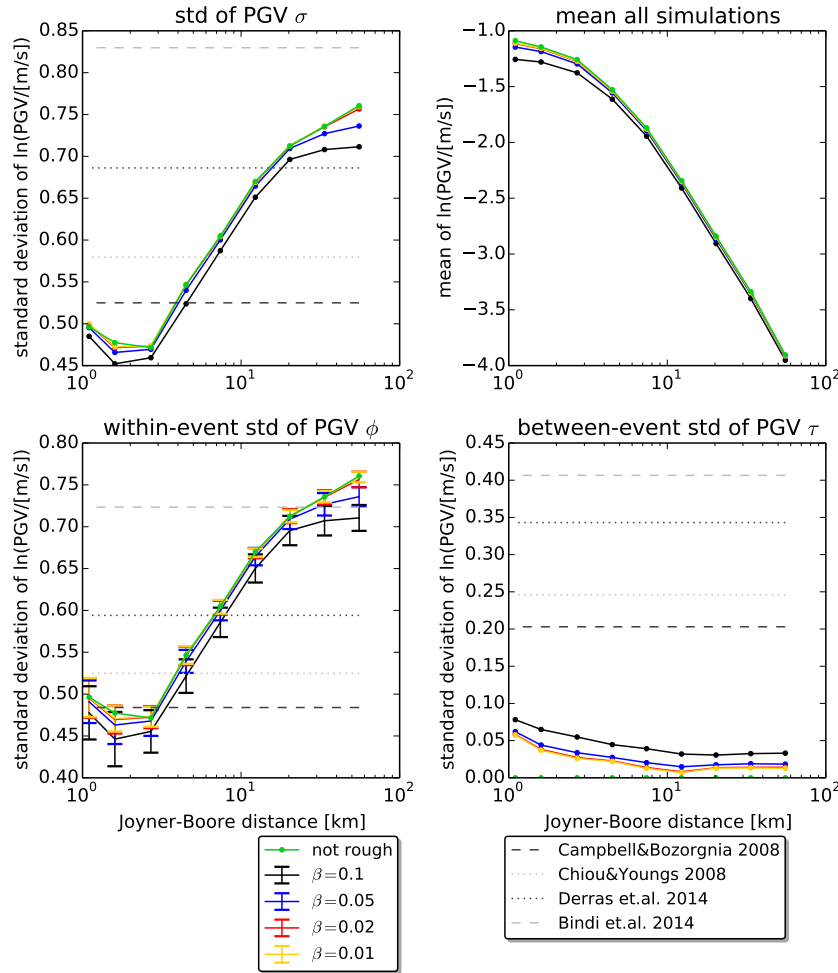 std of PGV σ
mean all simulations
standard deviation of ln(PGV/[m/s])
0.85
0.80
0.75
0.70
0.65
0.60
0.55
0.50
0.45
10^0
10^1
10^2
mean of ln(PGV/[m/s])
−1.0
−1.5
−2.0
−2.5
−3.0
−3.5
−4.0
10^0
10^1
10^2
within-event std of PGV ϕ
between-event std of PGV τ
standard deviation of ln(PGV/[m/s])
0.80
0.75
0.70
0.65
0.60
0.55
0.50
0.45
0.40
10^0
10^1
10^2
Joyner-Boore distance [km]
standard deviation of ln(PGV/[m/s])
0.45
0.40
0.35
0.30
0.25
0.20
0.15
0.10
0.05
0.00
10^0
10^1
10^2
Joyner-Boore distance [km]
not rough
β=0.1
β=0.05
β=0.02
β=0.01
Campbell&Bozorgnia 2008
Chiou&Youngs 2008
Derras et.al. 2014
Bindi et.al. 2014